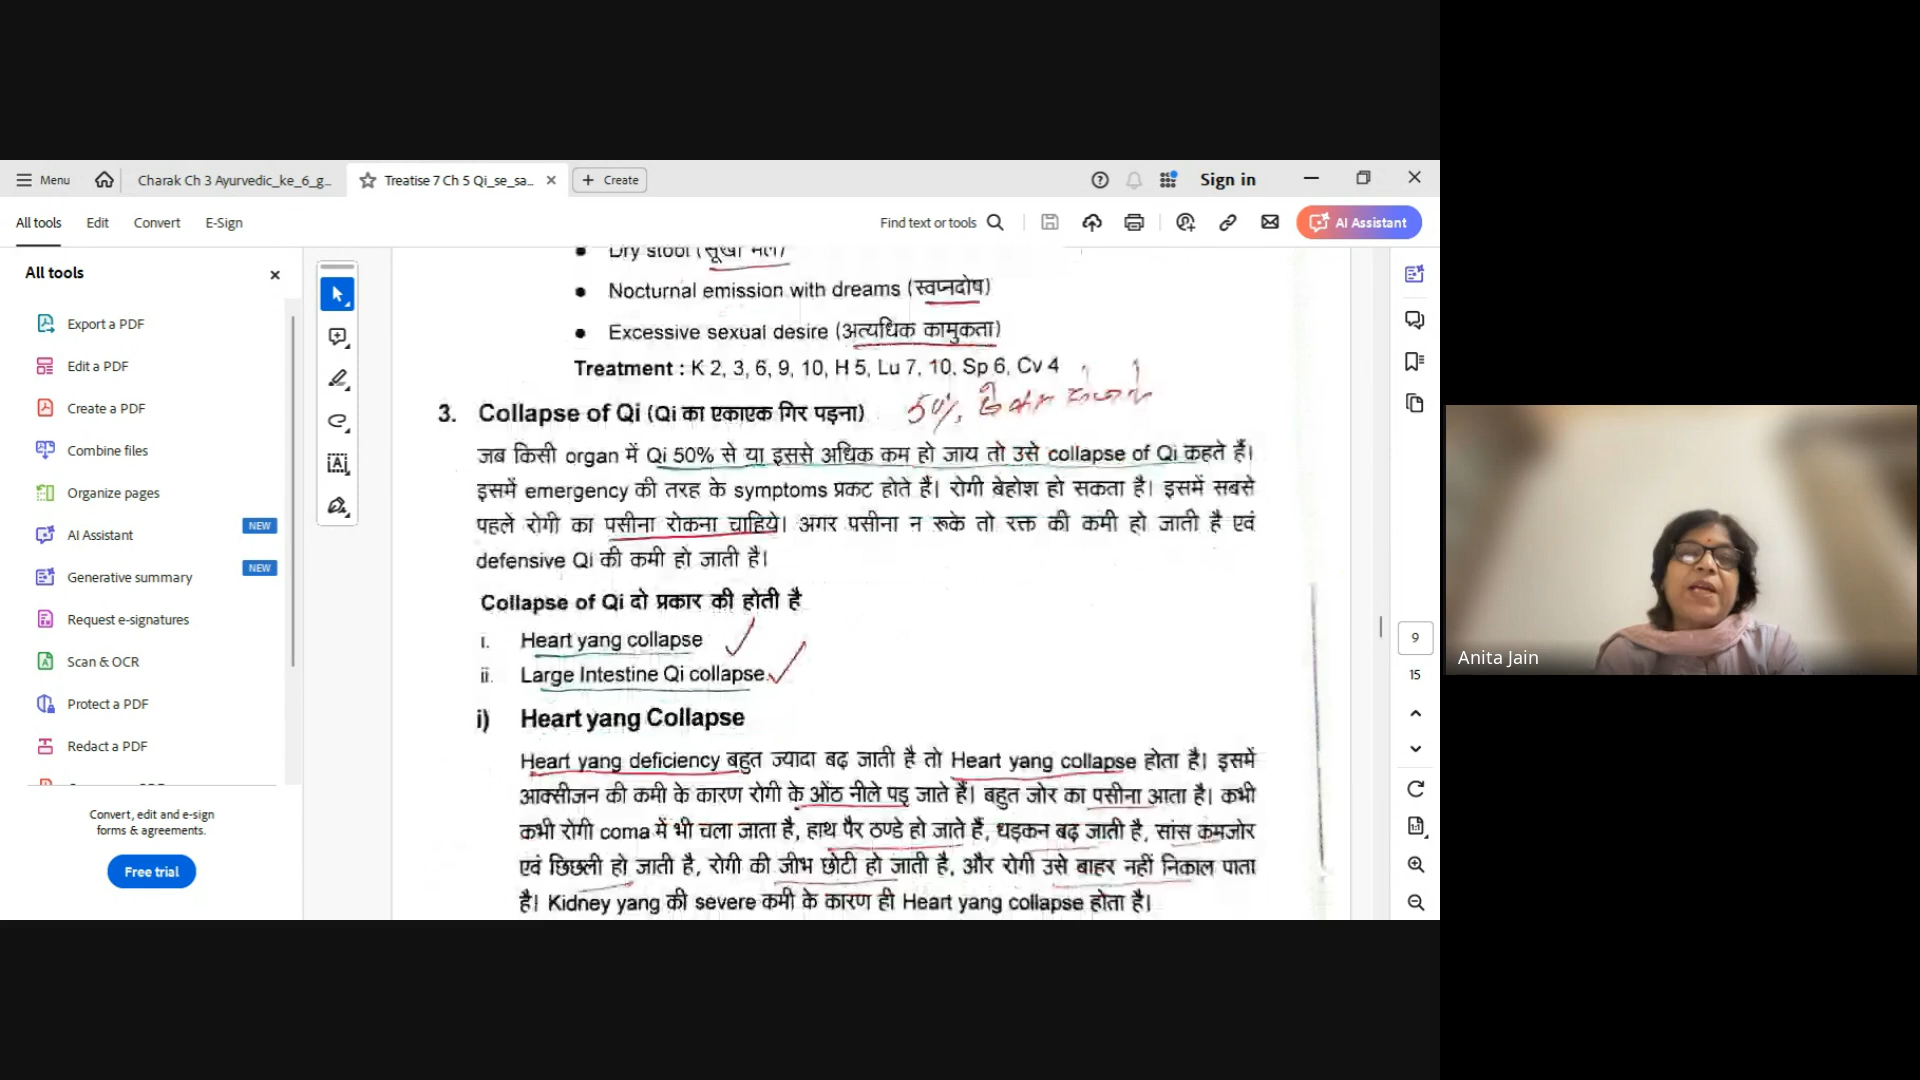 Menu
Charak Ch 3 Ayurvedic_ke_6_g...
Treatise 7 Ch 5 Qi_se_sa...
Create
Sign in
All tools
Edit
Convert
E-Sign
Find text or tools
AI Assistant
All tools
Export a PDF
Edit a PDF
Create a PDF
Combine files
Organize pages
AI Assistant NEW
Generative summary NEW
Request e-signatures
Scan & OCR
Protect a PDF
Redact a PDF
Convert, edit and e-sign
forms & agreements.
Free trial
● Dry stool (सूखा मल)
● Nocturnal emission with dreams (स्वप्नदोष)
● Excessive sexual desire (अत्यधिक कामुकता)
Treatment : K 2, 3, 6, 9, 10, H 5, Lu 7, 10, Sp 6, Cv 4
3. Collapse of Qi (Qi का एकाएक गिर पड़ना) 50%
जब किसी organ में Qi 50% से या इससे अधिक कम हो जाय तो उसे collapse of Qi कहते हैं।
इसमें emergency की तरह के symptoms प्रकट होते हैं। रोगी बेहोश हो सकता है। इसमें सबसे
पहले रोगी का पसीना रोकना चाहिये। अगर पसीना न रूके तो रक्त की कमी हो जाती है एवं
defensive Qi की कमी हो जाती है।
Collapse of Qi दो प्रकार की होती है
i. Heart yang collapse
ii. Large Intestine Qi collapse
i) Heart yang Collapse
Heart yang deficiency बहुत ज्यादा बढ़ जाती है तो Heart yang collapse होता है। इसमें
आक्सीजन की कमी के कारण रोगी के ओंठ नीले पड़ जाते हैं। बहुत जोर का पसीना आता है। कभी
कभी रोगी coma में भी चला जाता है, हाथ पैर ठण्डे हो जाते हैं, धड़कन बढ़ जाती है, सांस कमजोर
एवं छिछली हो जाती है, रोगी की जीभ छोटी हो जाती है, और रोगी उसे बाहर नहीं निकाल पाता
है। Kidney yang की severe कमी के कारण ही Heart yang collapse होता है।
9
15
Anita Jain